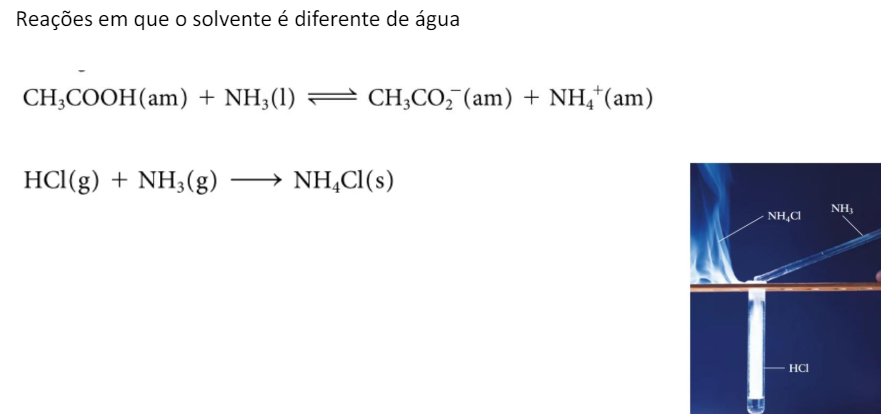 Reações em que o solvente é diferente de água
CH₃COOH(am) + NH₃(l) ⇌ CH₃CO₂⁻(am) + NH₄⁺(am)
HCl(g) + NH₃(g) ⟶ NH₄Cl(s)
NH₃
NH₄Cl
HCl